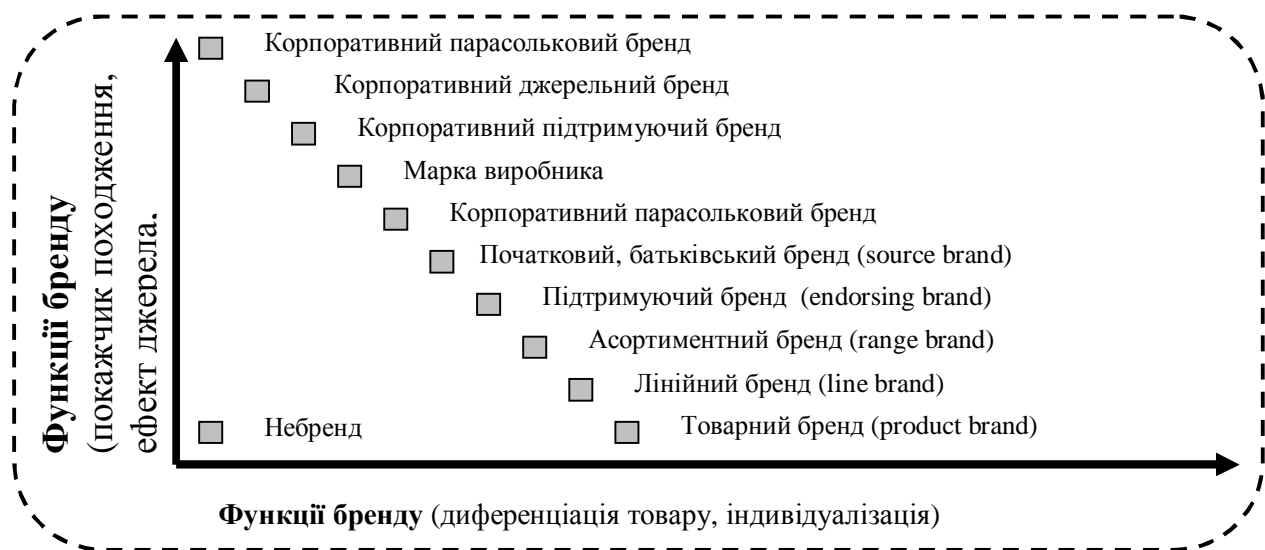 Корпоративний парасольковий бренд
Корпоративний джерельний бренд
Корпоративний підтримуючий бренд
Марка виробника
Корпоративний парасольковий бренд
Початковий, батьківський бренд (source brand)
Підтримуючий бренд (endorsing brand)
Асортиментний бренд (range brand)
Лінійний бренд (line brand)
Небренд
Товарний бренд (product brand)
Функції бренду
(покажчик походження,
ефект джерела.
Функції бренду (диференціація товару, індивідуалізація)